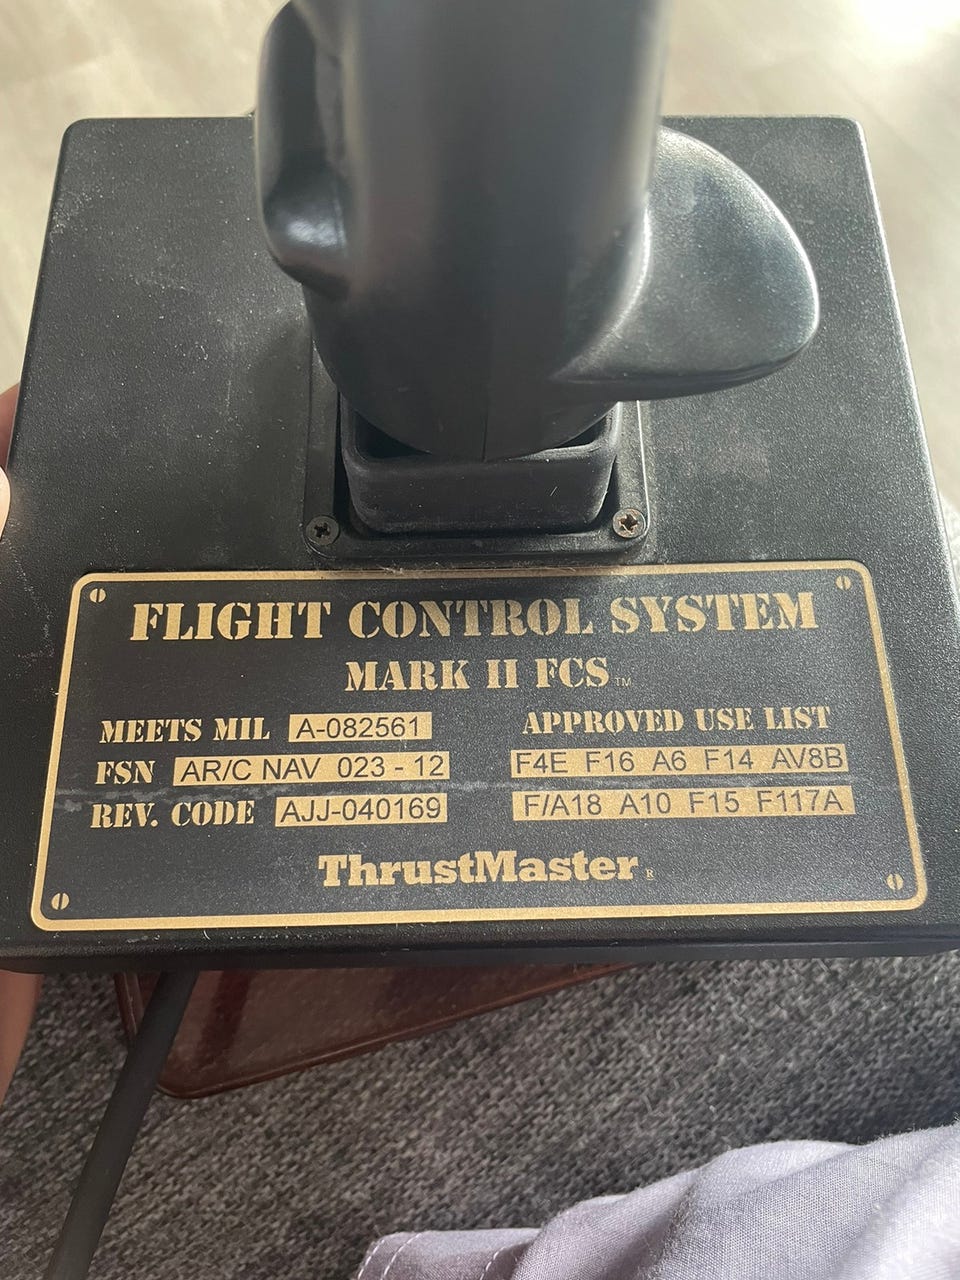 FLIGHT CONTROL SYSTEM
MARK II FCS™
MEETS MIL A-082561
FSN AR/C NAV 023 - 12
REV. CODE AJJ-040169
APPROVED USE LIST
F4E F16 A6 F14 AV8B
F/A18 A10 F15 F117A
ThrustMaster®